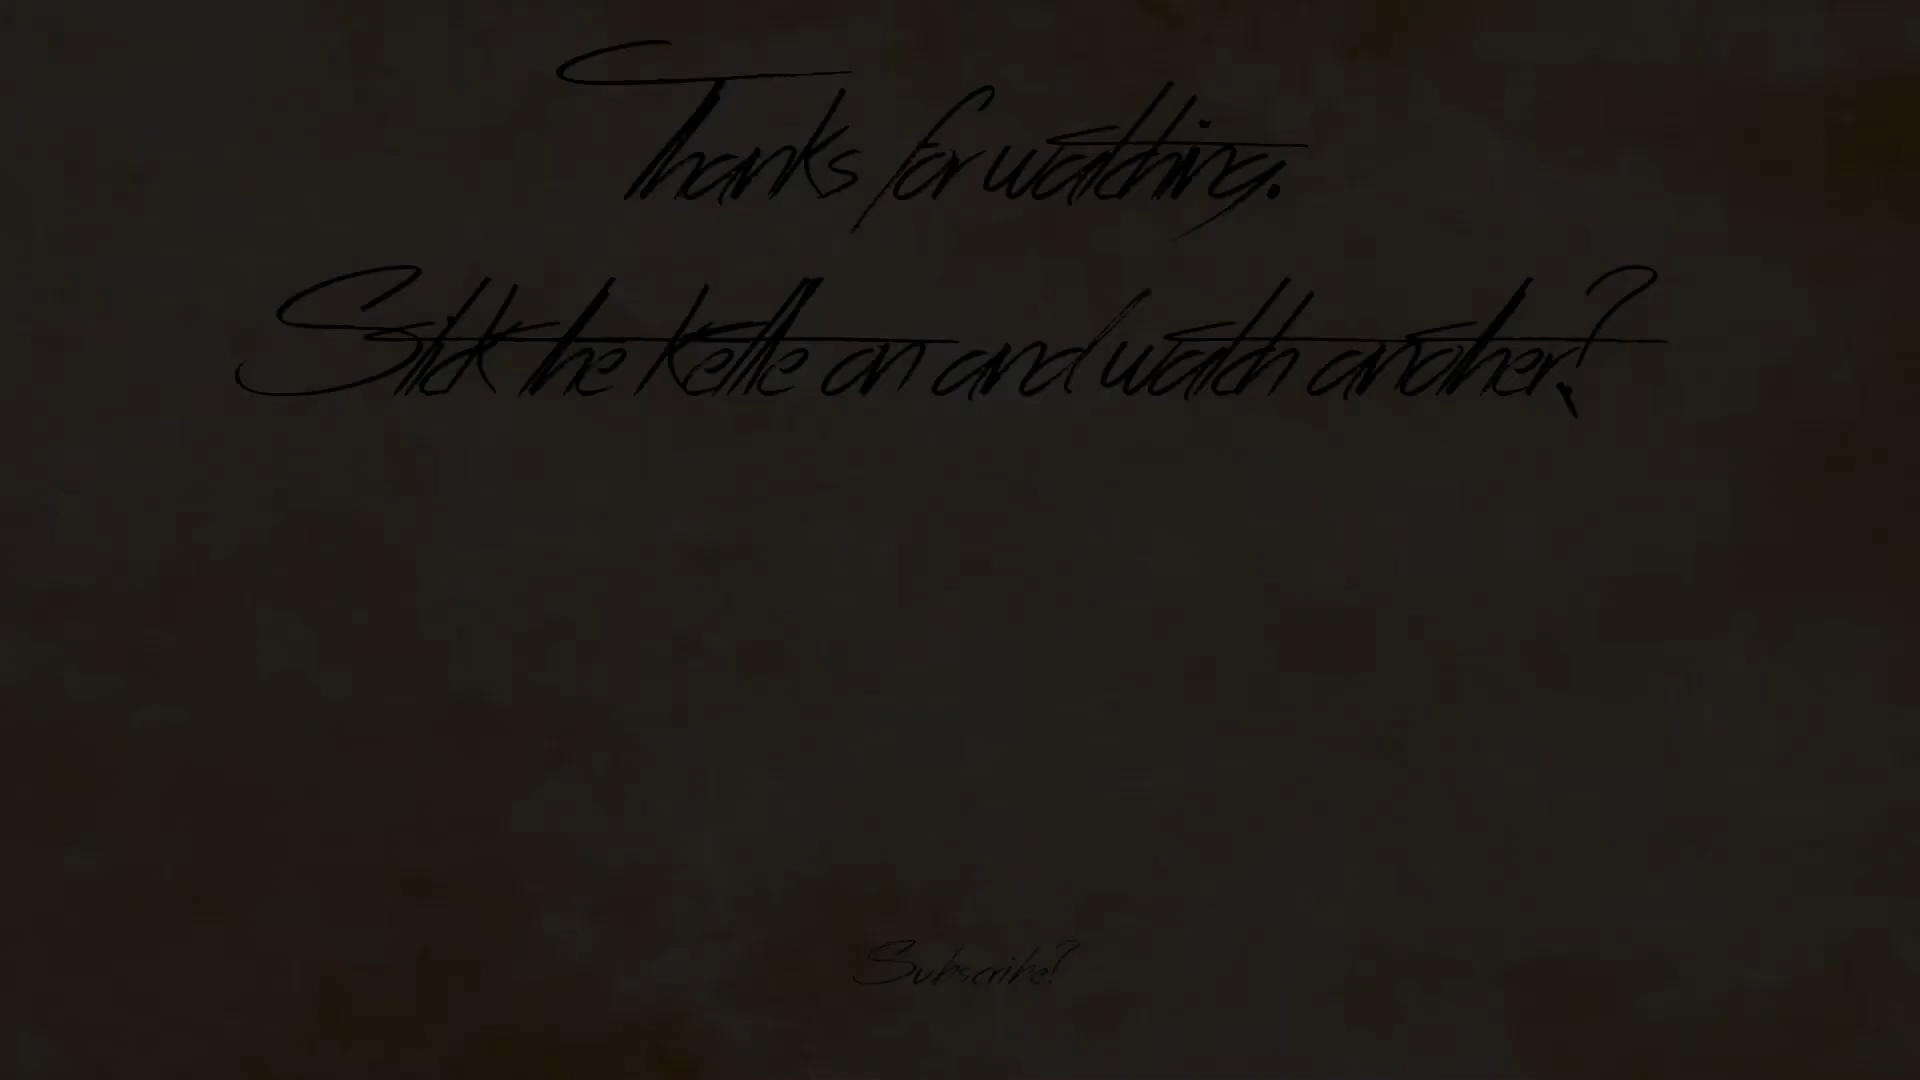 Thanks for watching.
Stick the kettle on and watch another?
Subscribe?